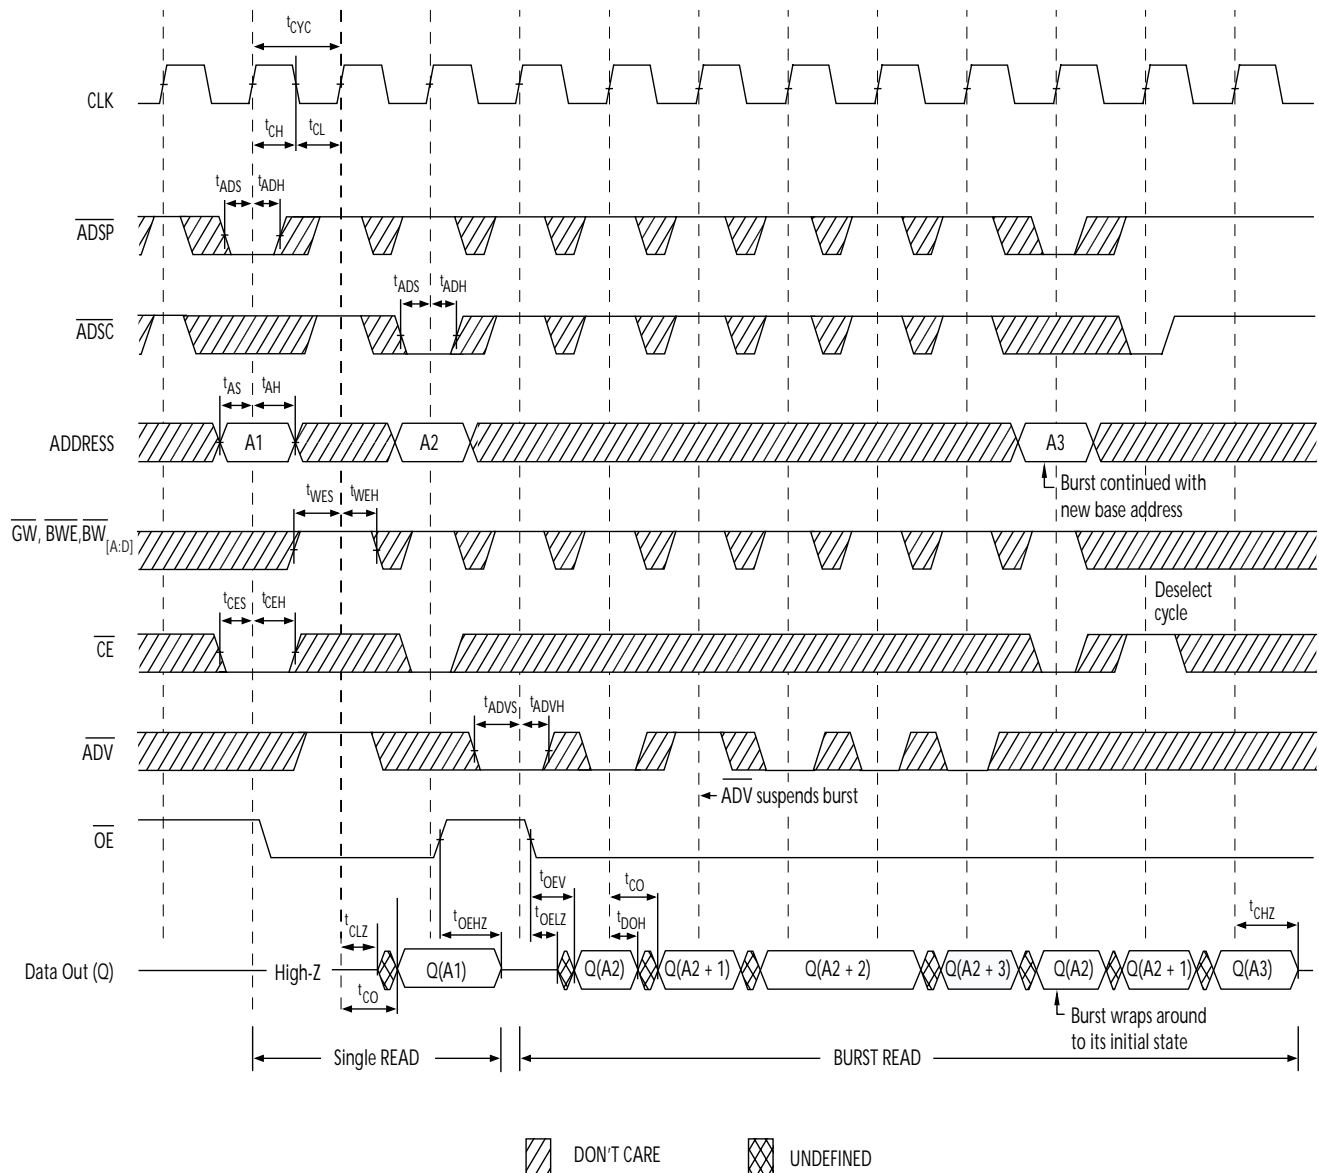 tCYC
CLK
tCH
tCL
tADS
tADH
ADSP
tADS
tADH
ADSC
tAS
tAH
ADDRESS
A1
A2
A3
Burst continued with
new base address
tWES
tWEH
GW, BWE,BW[A:D]
Deselect
cycle
tCES
tCEH
CE
tADVS
tADVH
ADV
ADV suspends burst
OE
tOEV
tCO
tCLZ
tOEHZ
tOELZ
tDOH
tCHZ
Data Out (Q)
High-Z
Q(A1)
Q(A2)
Q(A2 + 1)
Q(A2 + 2)
Q(A2 + 3)
Q(A2)
Q(A2 + 1)
Q(A3)
tCO
Burst wraps around
to its initial state
Single READ
BURST READ
DON'T CARE
UNDEFINED